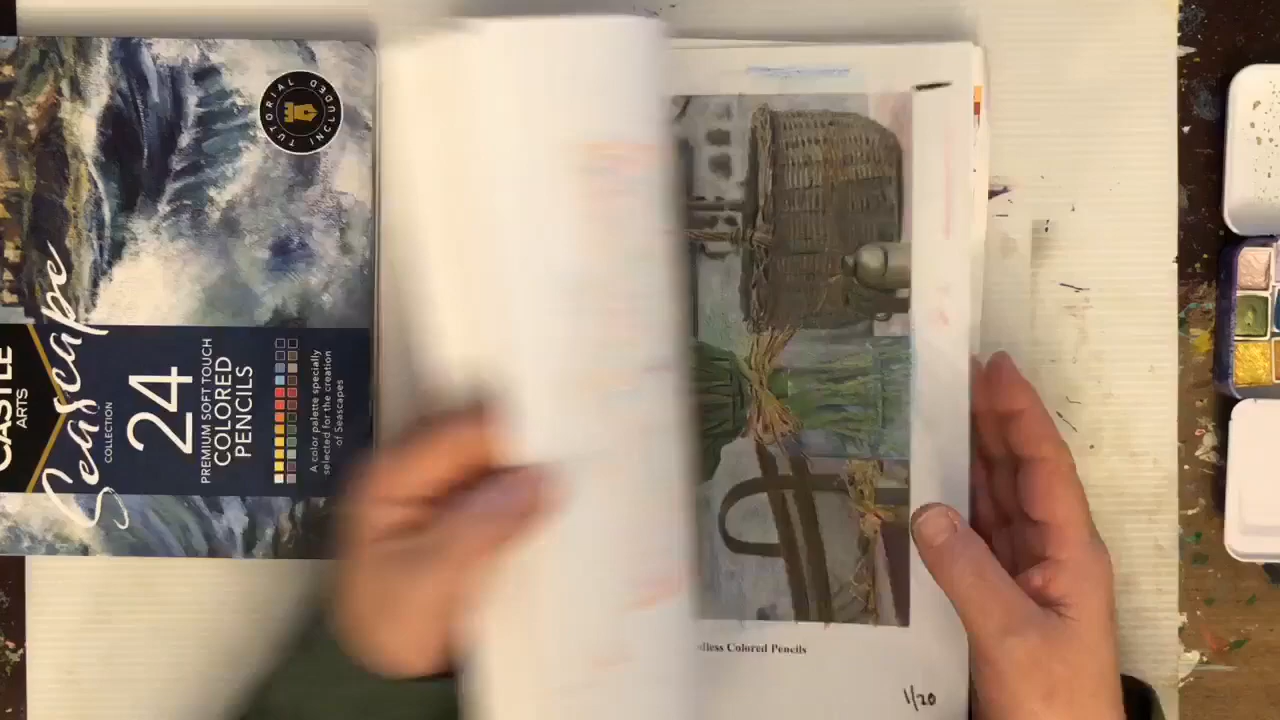 TUTORIAL INCLUDED
CASTLE
ARTS
Seascape
COLLECTION
24
PREMIUM SOFT TOUCH
COLORED
PENCILS
A color palette specially
selected for the creation
of Seascapes
Colored Pencils
1/20